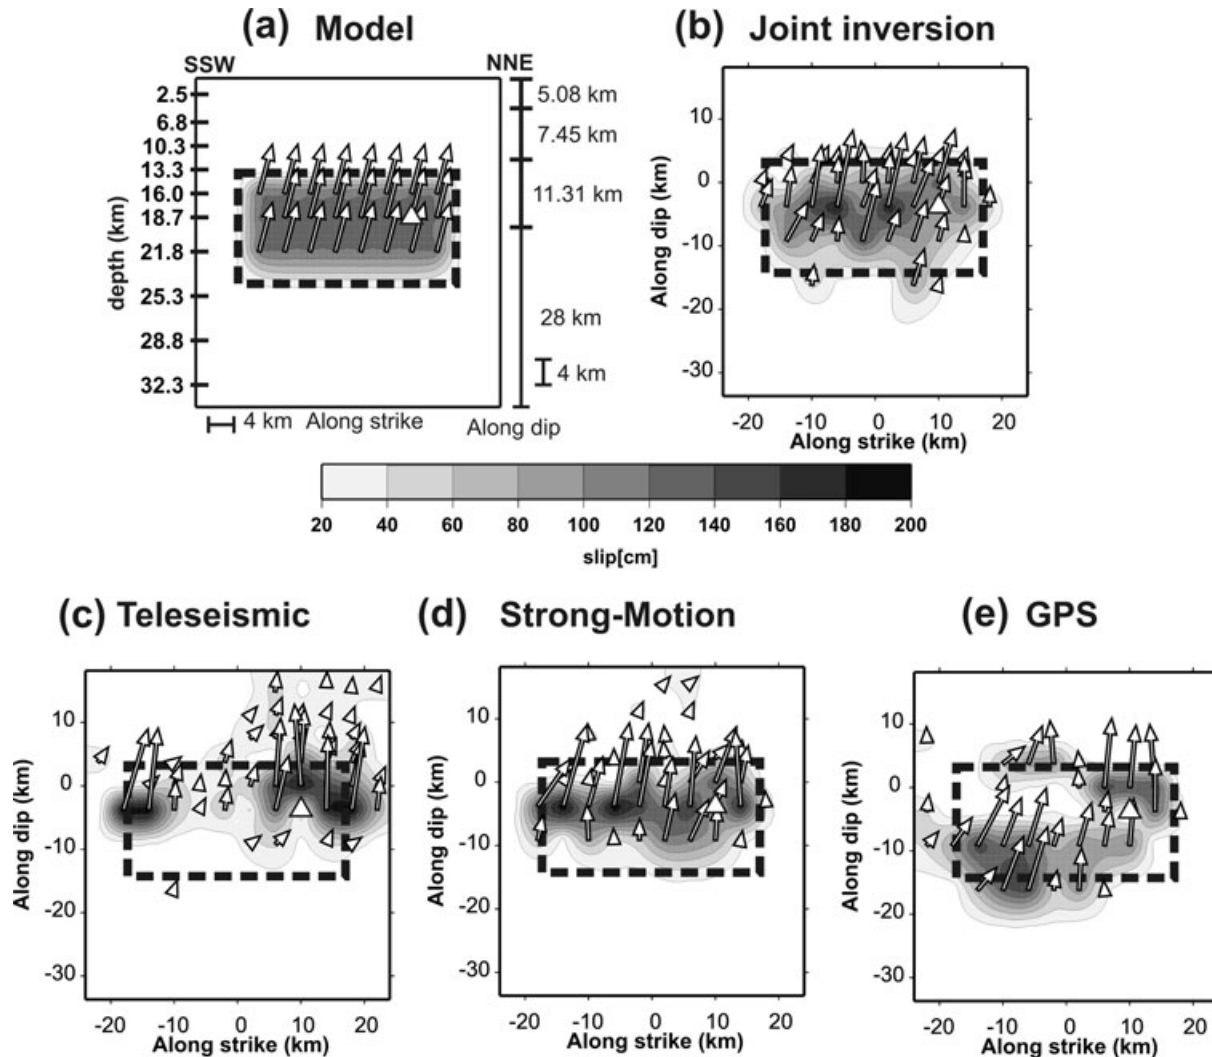 (a) Model
SSW
NNE
2.5
6.8
10.3
13.3
16.0
18.7
21.8
25.3
28.8
32.3
depth (km)
5.08 km
7.45 km
11.31 km
28 km
4 km
4 km Along strike
Along dip
(b) Joint inversion
10
0
-10
-20
-30
Along dip (km)
-20 -10 0 10 20
Along strike (km)
20 40 60 80 100 120 140 160 180 200
slip[cm]
(c) Teleseismic
10
0
-10
-20
-30
Along dip (km)
-20 -10 0 10 20
Along strike (km)
(d) Strong-Motion
10
0
-10
-20
-30
Along dip (km)
-20 -10 0 10 20
Along strike (km)
(e) GPS
10
0
-10
-20
-30
Along dip (km)
-20 -10 0 10 20
Along strike (km)